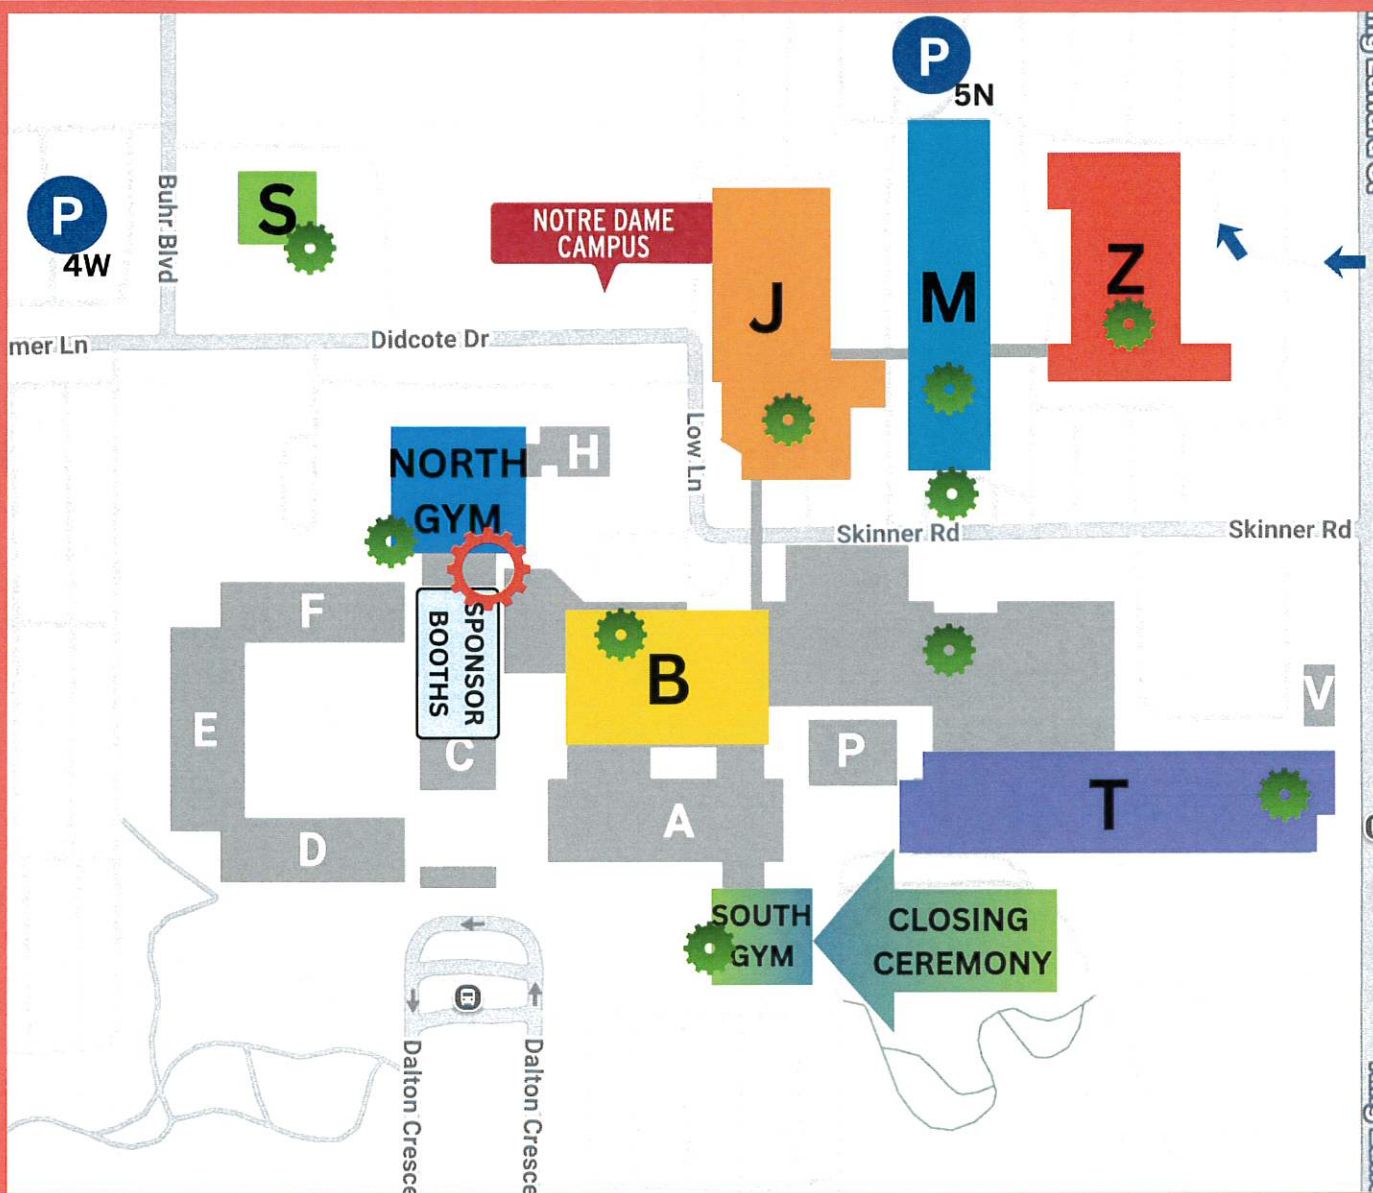 P
5N
P
4W
Buhr Blvd
S
NOTRE DAME
CAMPUS
J
M
Z
mer Ln
Didcote Dr
Low Ln
NORTH
GYM
H
Skinner Rd
Skinner Rd
F
SPONSOR
BOOTHS
B
E
C
V
P
T
A
D
SOUTH
GYM
CLOSING
CEREMONY
Dalton Cresce
Dalton Cresce